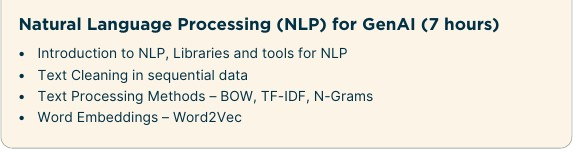 Natural Language Processing (NLP) for GenAI (7 hours)
• Introduction to NLP, Libraries and tools for NLP
• Text Cleaning in sequential data
• Text Processing Methods – BOW, TF-IDF, N-Grams
• Word Embeddings – Word2Vec